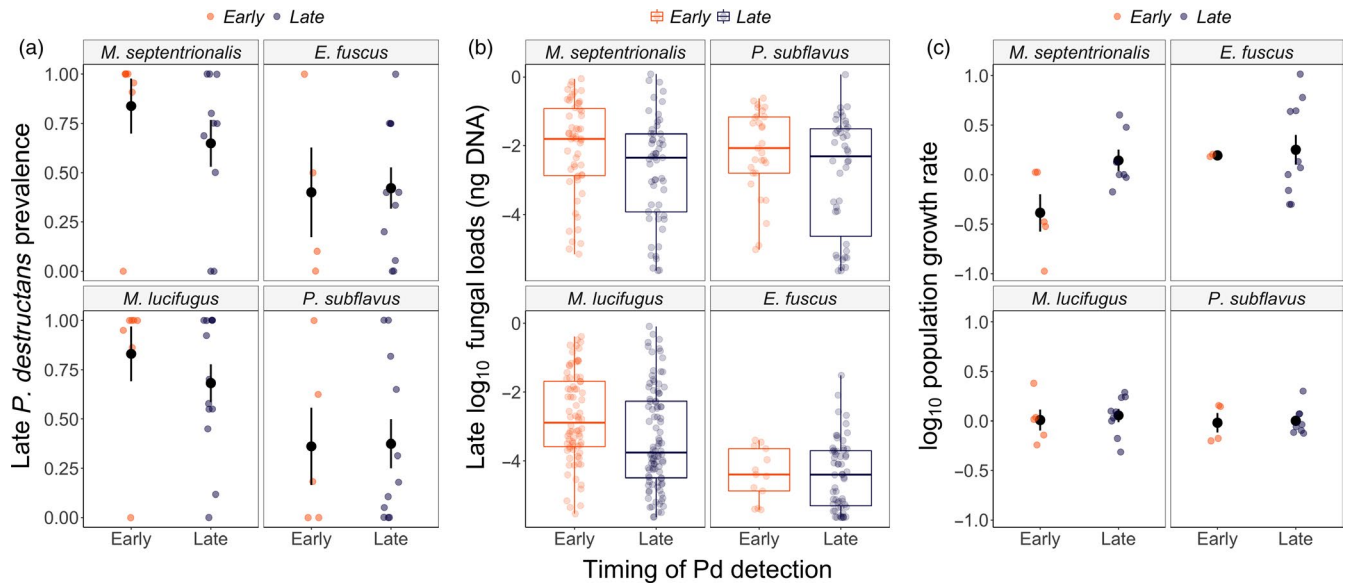 Early Late
(a)
M. septentrionalis E. fuscus
1.00
0.75
0.50
0.25
0.00
M. lucifugus P. subflavus
1.00
0.75
0.50
0.25
0.00
Early Late Early Late
Late P. destructans prevalence
Early Late
(b)
M. septentrionalis P. subflavus
0
−2
−4
M. lucifugus E. fuscus
0
−2
−4
Early Late Early Late
Late log10 fungal loads (ng DNA)
Timing of Pd detection
Early Late
(c)
M. septentrionalis E. fuscus
1.0
0.5
0.0
−0.5
−1.0
M. lucifugus P. subflavus
1.0
0.5
0.0
−0.5
−1.0
Early Late Early Late
log10 population growth rate